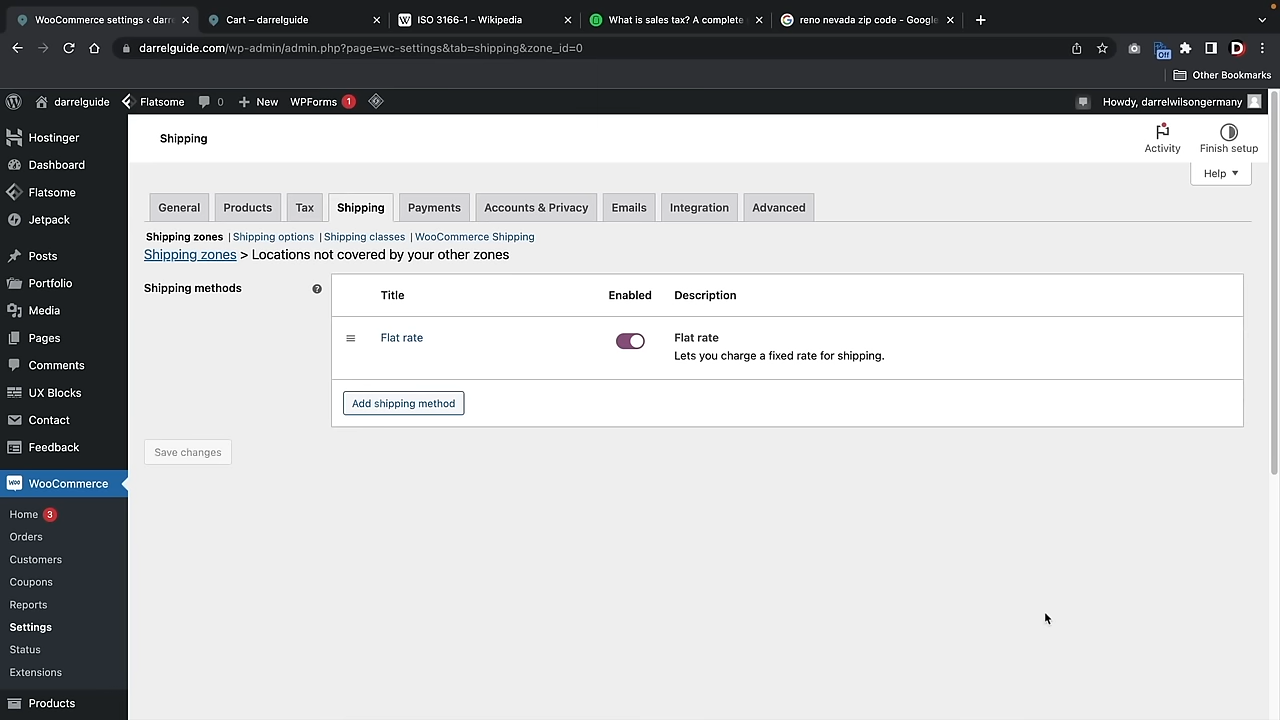 WooCommerce settings ‹ darre
Cart – darrelguide
ISO 3166-1 - Wikipedia
What is sales tax? A complete
reno nevada zip code - Google
darrelguide.com/wp-admin/admin.php?page=wc-settings&tab=shipping&zone_id=0
Off
D
Other Bookmarks
darrelguide
Flatsome
0
New
WPForms 1
Howdy, darrelwilsongermany
Hostinger
Dashboard
Flatsome
Jetpack
Posts
Portfolio
Media
Pages
Comments
UX Blocks
Contact
Feedback
WooCommerce
Home 3
Orders
Customers
Coupons
Reports
Settings
Status
Extensions
Products
Shipping
Activity
Finish setup
Help
General
Products
Tax
Shipping
Payments
Accounts & Privacy
Emails
Integration
Advanced
Shipping zones | Shipping options | Shipping classes | WooCommerce Shipping
Shipping zones > Locations not covered by your other zones
Shipping methods
Title
Enabled
Description
Flat rate
Flat rate
Lets you charge a fixed rate for shipping.
Add shipping method
Save changes